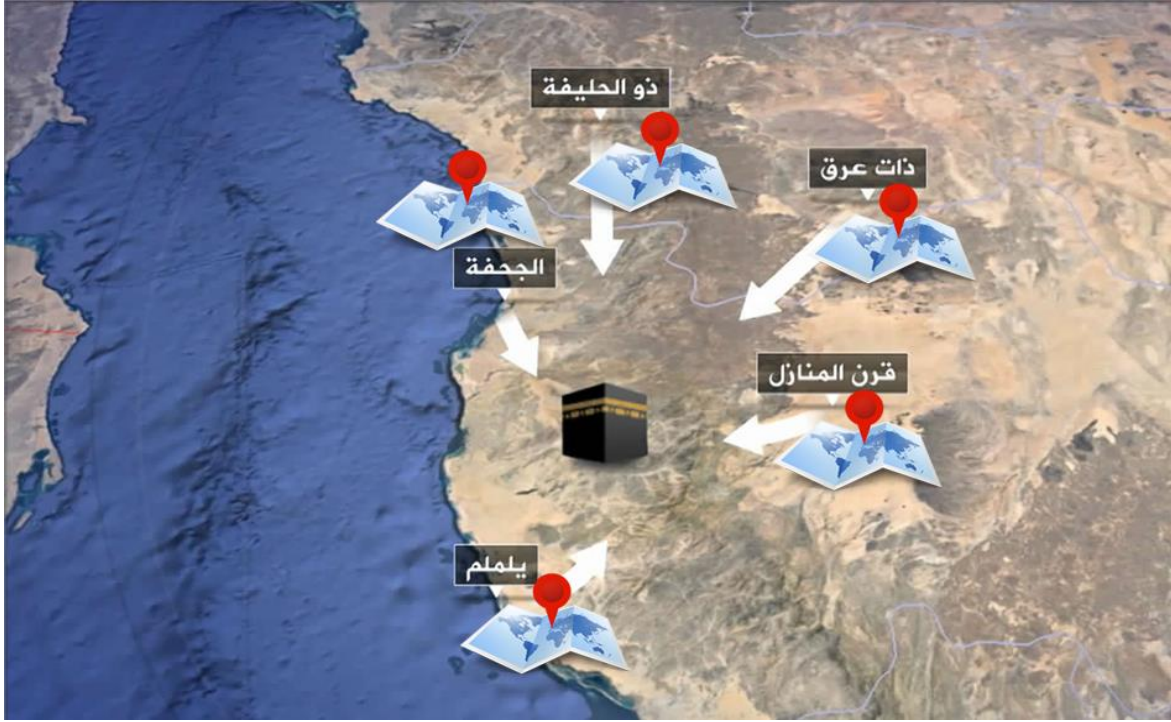 ذو الحليفة
ذات عرق
الجحفة
قرن المنازل
يلملم